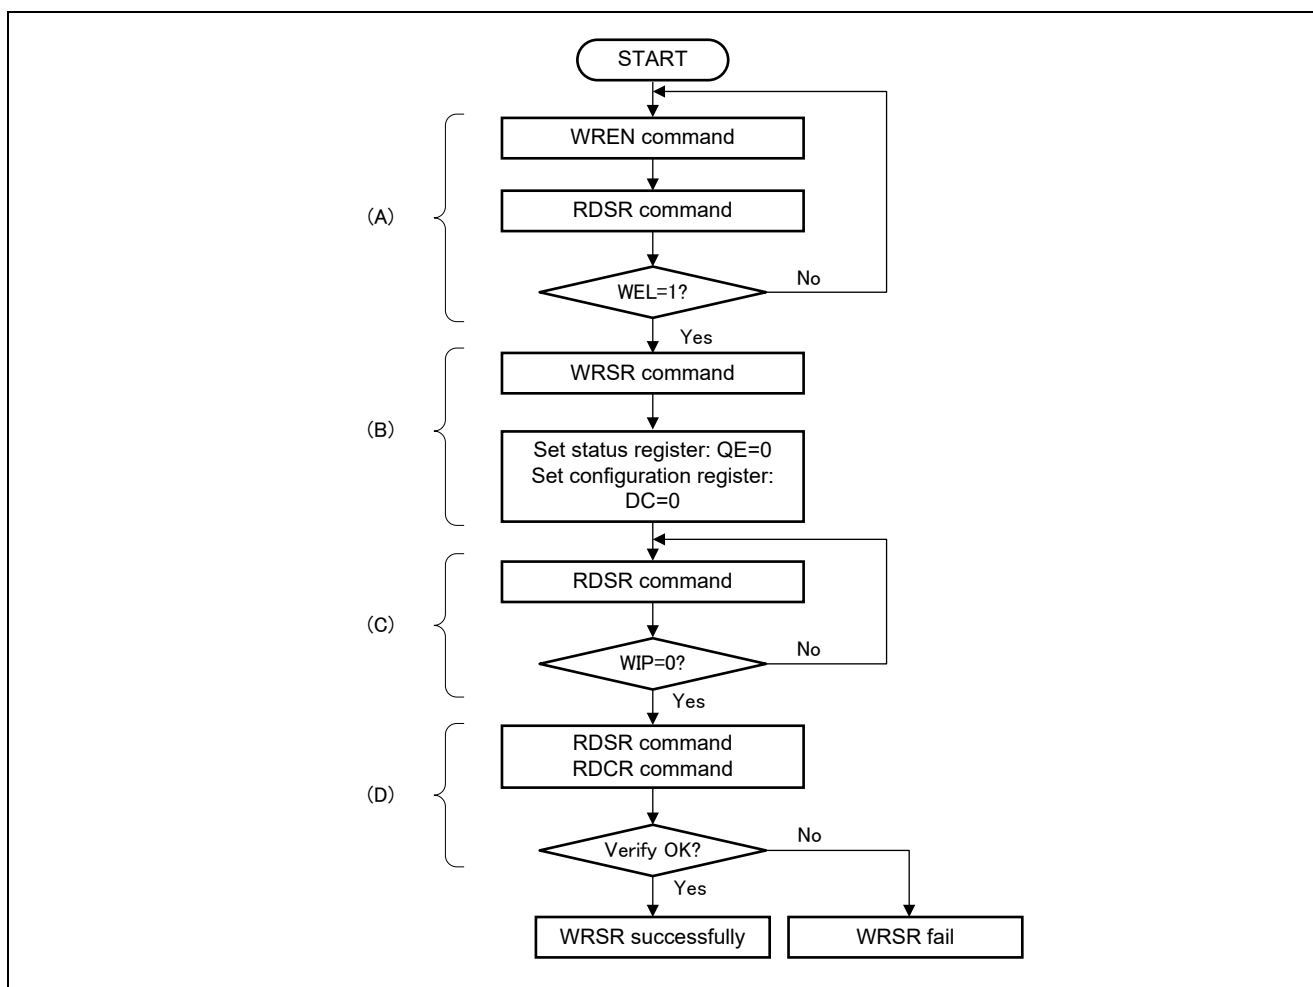 START
WREN command
(A)
RDSR command
WEL=1?
No
Yes
WRSR command
(B)
Set status register: QE=0
Set configuration register:
DC=0
RDSR command
(C)
WIP=0?
No
Yes
RDSR command
RDCR command
(D)
Verify OK?
No
Yes
WRSR successfully
WRSR fail